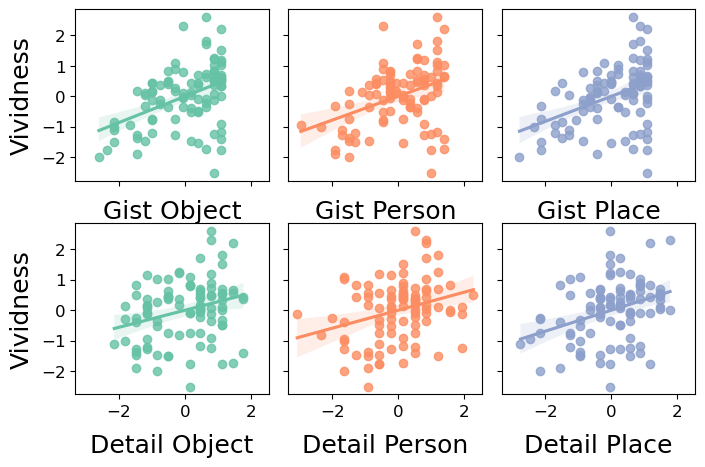 Vividness
2
1
0
−1
−2
Gist Object
Gist Person
Gist Place
Vividness
2
1
0
−1
−2
−2 0 2
−2 0 2
−2 0 2
Detail Object
Detail Person
Detail Place